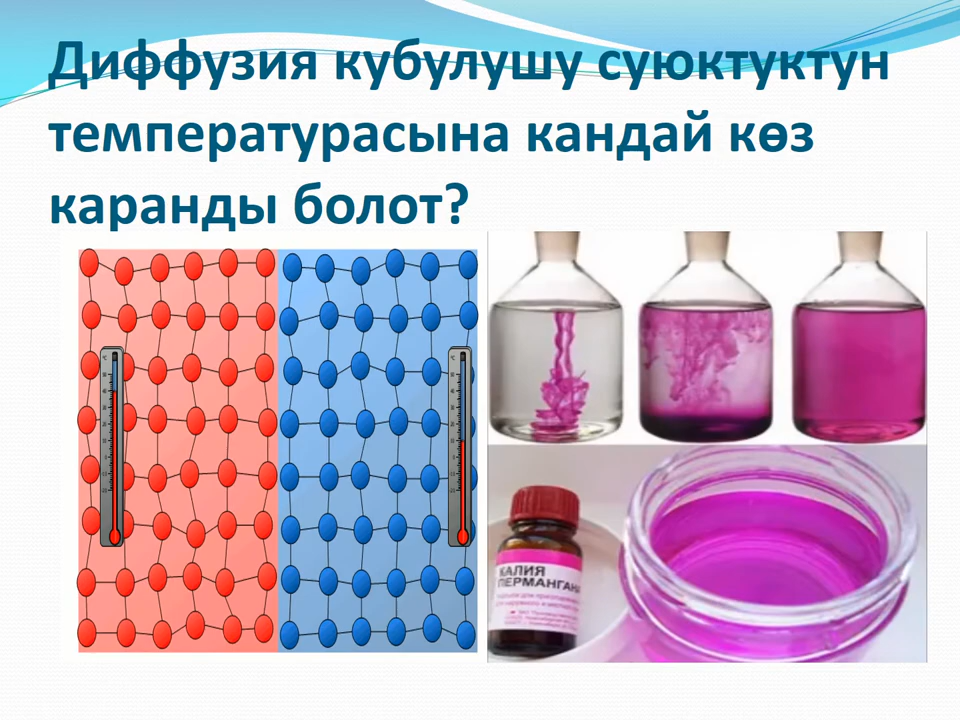 Диффузия кубулушу суюктуктун
температурасына кандай көз
каранды болот?
КАЛИЯ
ПЕРМАНГАН